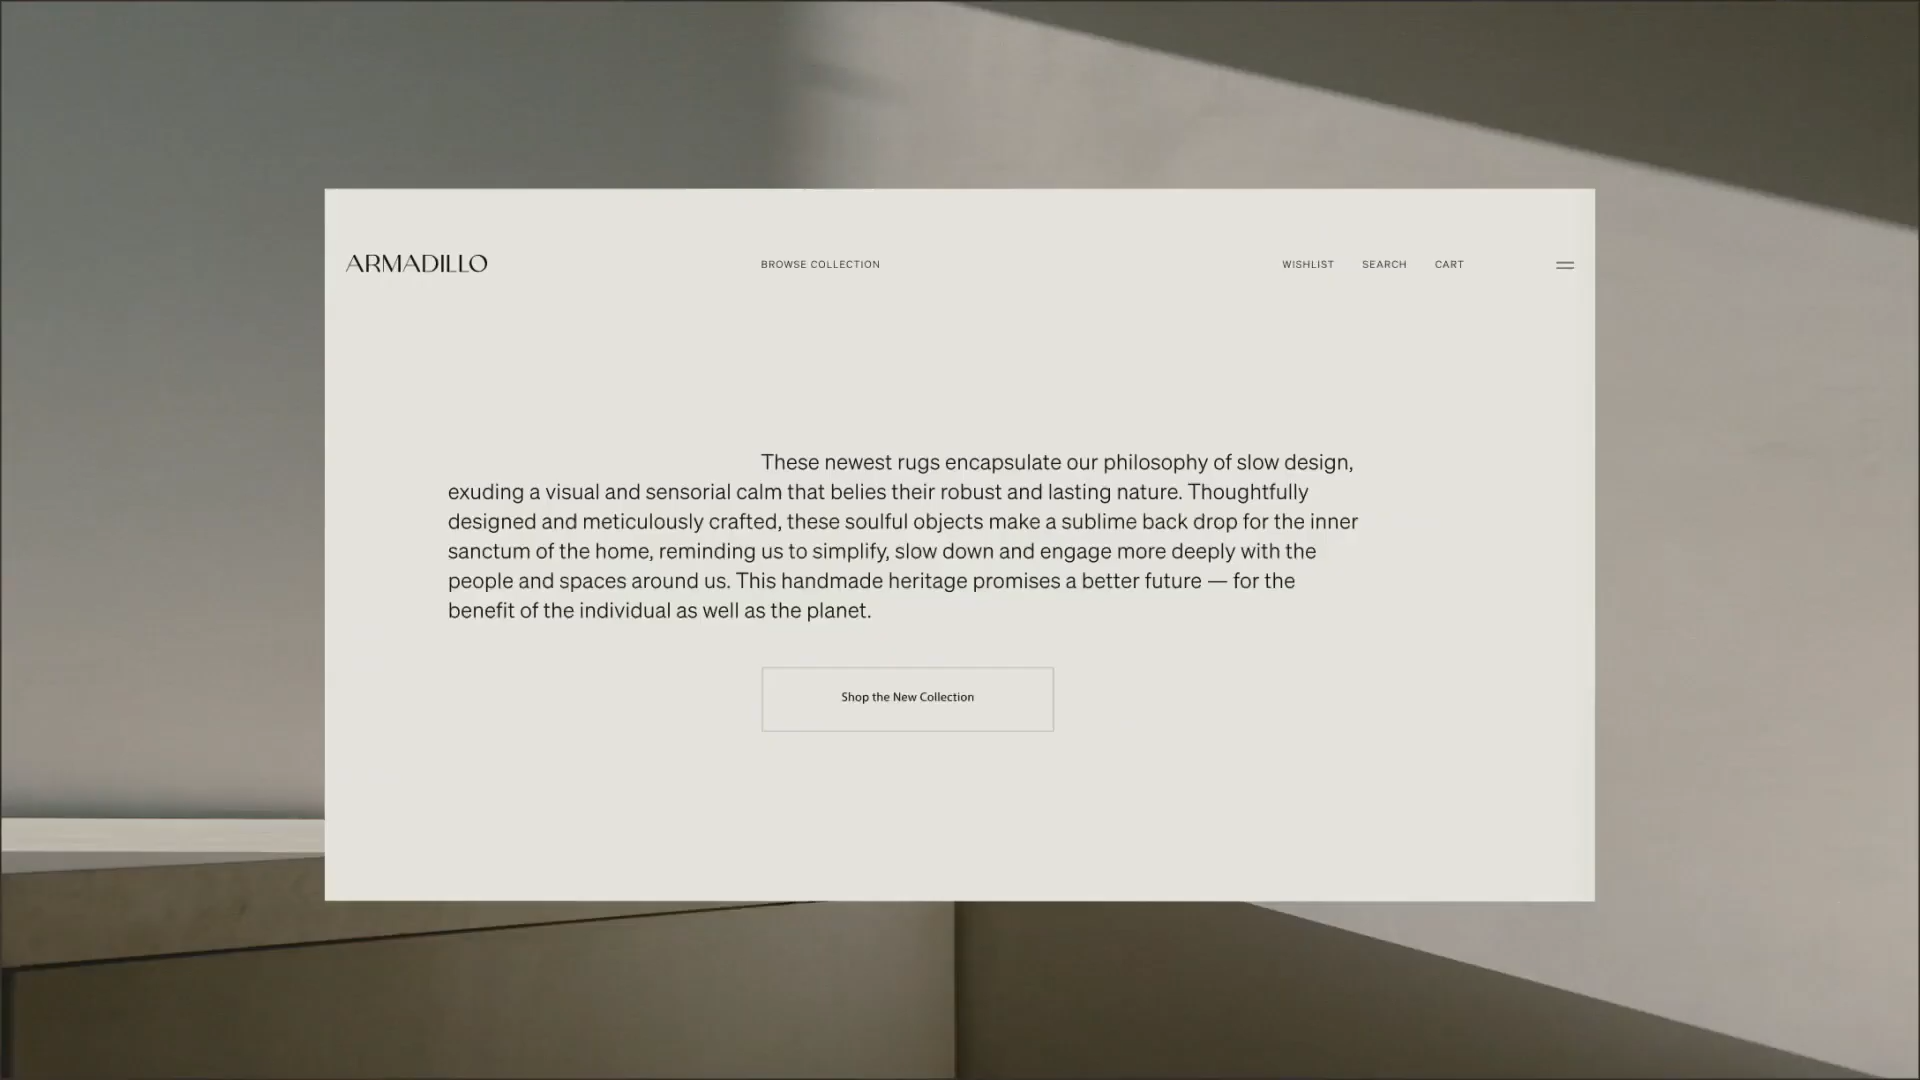 ARMADILLO
BROWSE COLLECTION
WISHLIST
SEARCH
CART
These newest rugs encapsulate our philosophy of slow design,
exuding a visual and sensorial calm that belies their robust and lasting nature. Thoughtfully
designed and meticulously crafted, these soulful objects make a sublime back drop for the inner
sanctum of the home, reminding us to simplify, slow down and engage more deeply with the
people and spaces around us. This handmade heritage promises a better future — for the
benefit of the individual as well as the planet.
Shop the New Collection